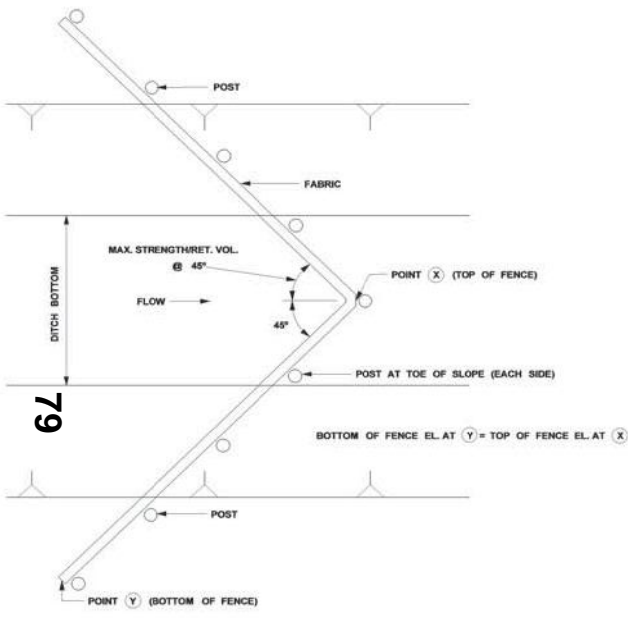 POST
FABRIC
MAX. STRENGTH/RET. VOL.
@ 45°
POINT X (TOP OF FENCE)
FLOW
DITCH BOTTOM
45°
POST AT TOE OF SLOPE (EACH SIDE)
79
BOTTOM OF FENCE EL. AT Y = TOP OF FENCE EL. AT X
POST
POINT Y (BOTTOM OF FENCE)